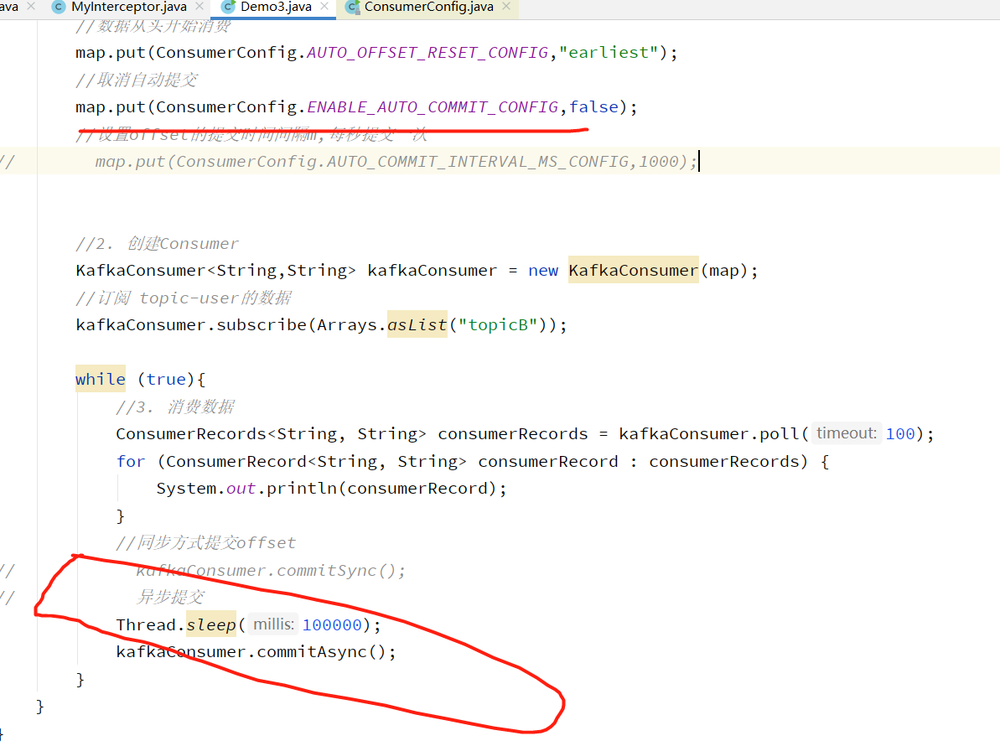 ava MyInterceptor.java Demo3.java ConsumerConfig.java
//数据从头开始消费
map.put(ConsumerConfig.AUTO_OFFSET_RESET_CONFIG,"earliest");
//取消自动提交
map.put(ConsumerConfig.ENABLE_AUTO_COMMIT_CONFIG,false);
//设置offset的提交时间间隔m,每秒提交一次
// map.put(ConsumerConfig.AUTO_COMMIT_INTERVAL_MS_CONFIG,1000);
//2. 创建Consumer
KafkaConsumer<String,String> kafkaConsumer = new KafkaConsumer(map);
//订阅 topic-user的数据
kafkaConsumer.subscribe(Arrays.asList("topicB"));
while (true){
//3. 消费数据
ConsumerRecords<String, String> consumerRecords = kafkaConsumer.poll( timeout: 100);
for (ConsumerRecord<String, String> consumerRecord : consumerRecords) {
System.out.println(consumerRecord);
}
//同步方式提交offset
// kafkaConsumer.commitSync();
// 异步提交
Thread.sleep( millis: 100000);
kafkaConsumer.commitAsync();
}
}
}